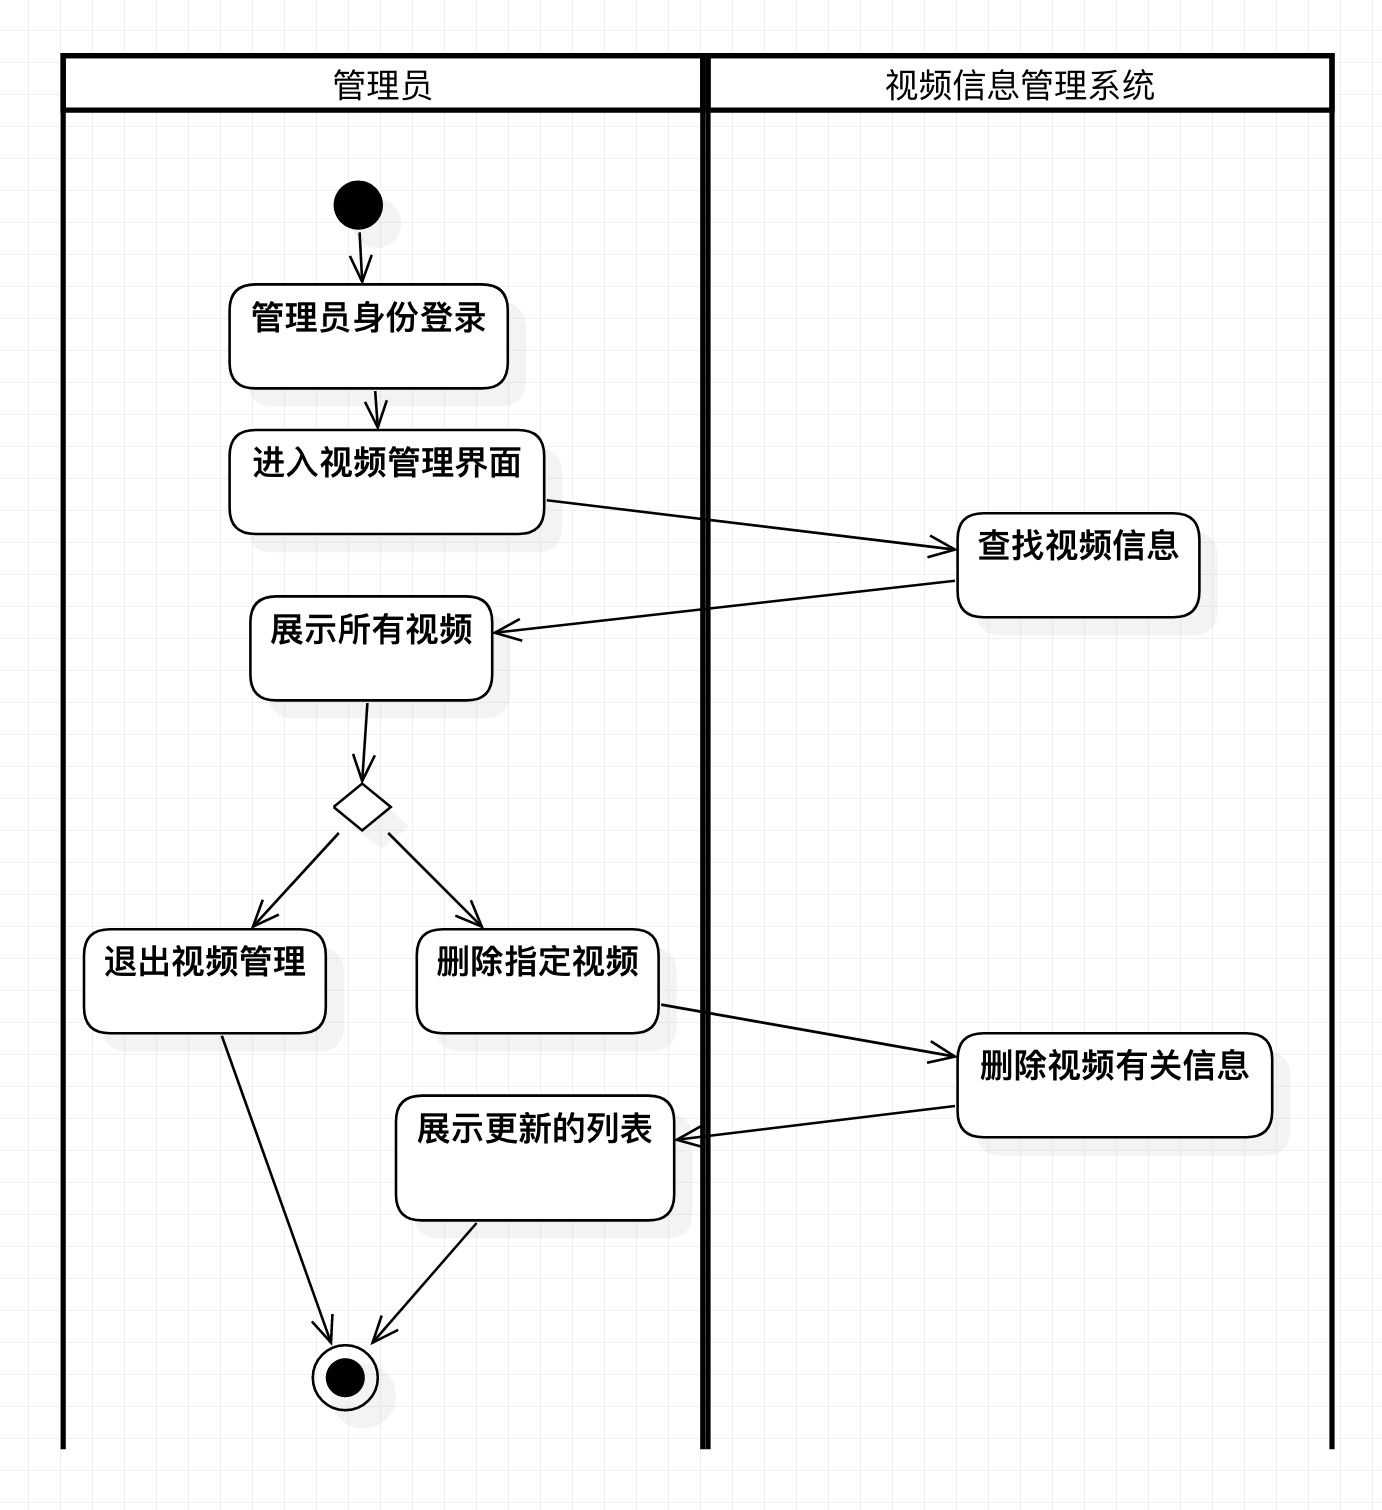 管理员
视频信息管理系统
管理员身份登录
进入视频管理界面
查找视频信息
展示所有视频
退出视频管理
删除指定视频
删除视频有关信息
展示更新的列表